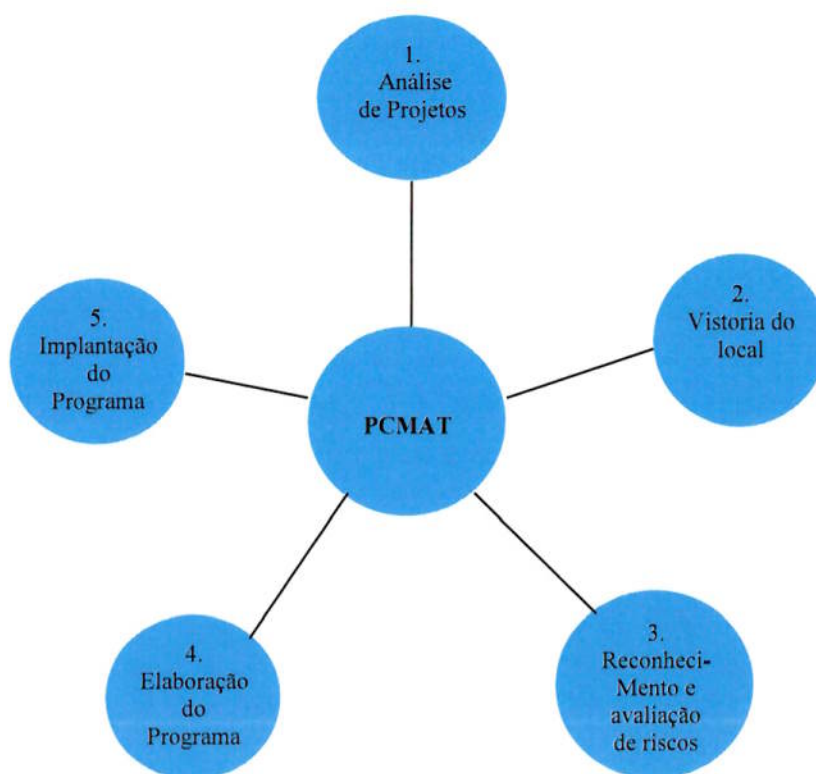 1.
Análise
de Projetos
2.
Vistoria do
local
3.
Reconheci-
Mento e
avaliação
de riscos
4.
Elaboração
do
Programa
5.
Implantação
do
Programa
PCMAT